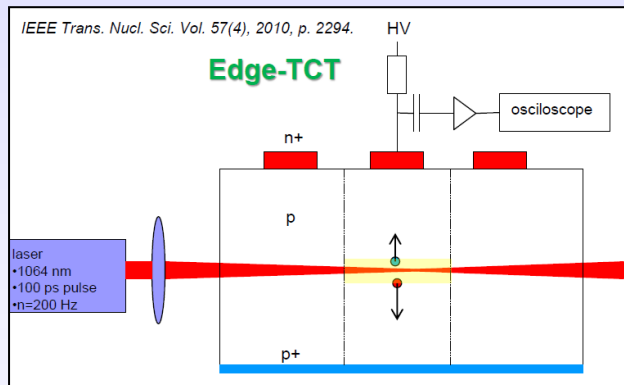 IEEE Trans. Nucl. Sci. Vol. 57(4), 2010, p. 2294.
HV
Edge-TCT
osciloscope
n+
p
laser
•1064 nm
•100 ps pulse
•n=200 Hz
p+